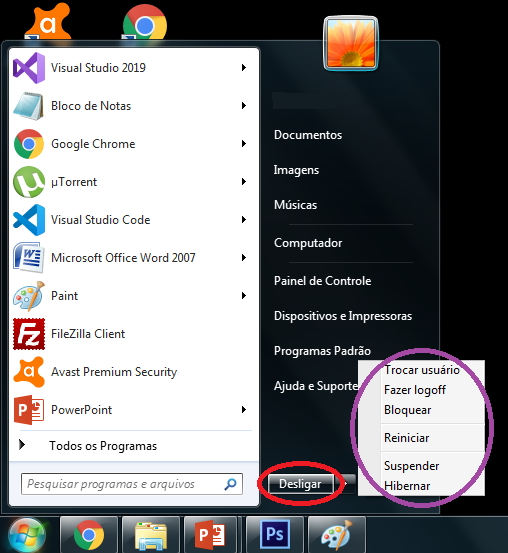 Visual Studio 2019
Bloco de Notas
Google Chrome
µTorrent
Visual Studio Code
Microsoft Office Word 2007
Paint
FileZilla Client
Avast Premium Security
PowerPoint
Todos os Programas
Pesquisar programas e arquivos
Documentos
Imagens
Músicas
Computador
Painel de Controle
Dispositivos e Impressoras
Programas Padrão
Ajuda e Suporte
Desligar
Trocar usuário
Fazer logoff
Bloquear
Reiniciar
Suspender
Hibernar
Ps